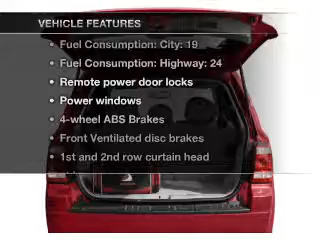 VEHICLE FEATURES
• Fuel Consumption: City: 19
• Fuel Consumption: Highway: 24
• Remote power door locks
• Power windows
• 4-wheel ABS Brakes
• Front Ventilated disc brakes
• 1st and 2nd row curtain head